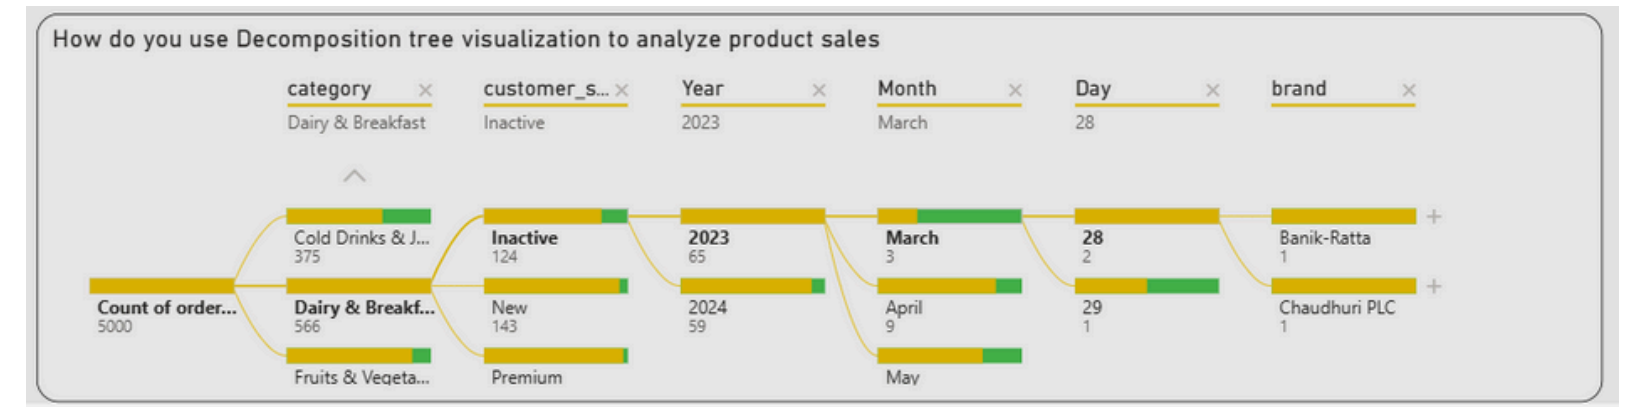 How do you use Decomposition tree visualization to analyze product sales
category
customer_s...
Year
Month
Day
brand
Dairy & Breakfast
Inactive
2023
March
28
Cold Drinks & J...
375
Inactive
124
2023
65
March
3
28
2
Banik-Ratta
1
Count of order...
5000
Dairy & Breakf...
566
New
143
2024
59
April
9
29
1
Chaudhuri PLC
1
Fruits & Vegeta...
Premium
May